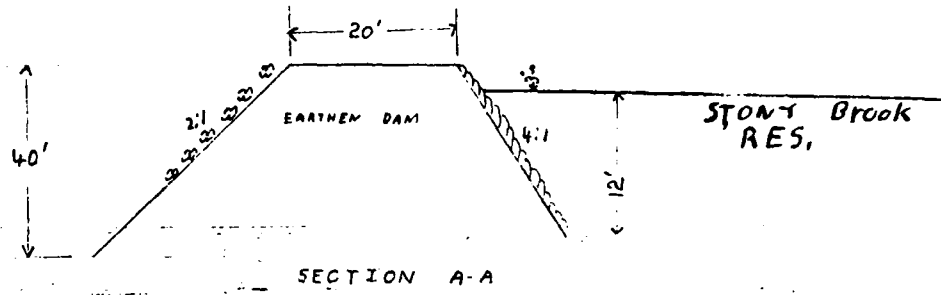 20'
2:1
EARTHEN DAM
4:1
STONY Brook
RES.
40'
12'
SECTION A-A